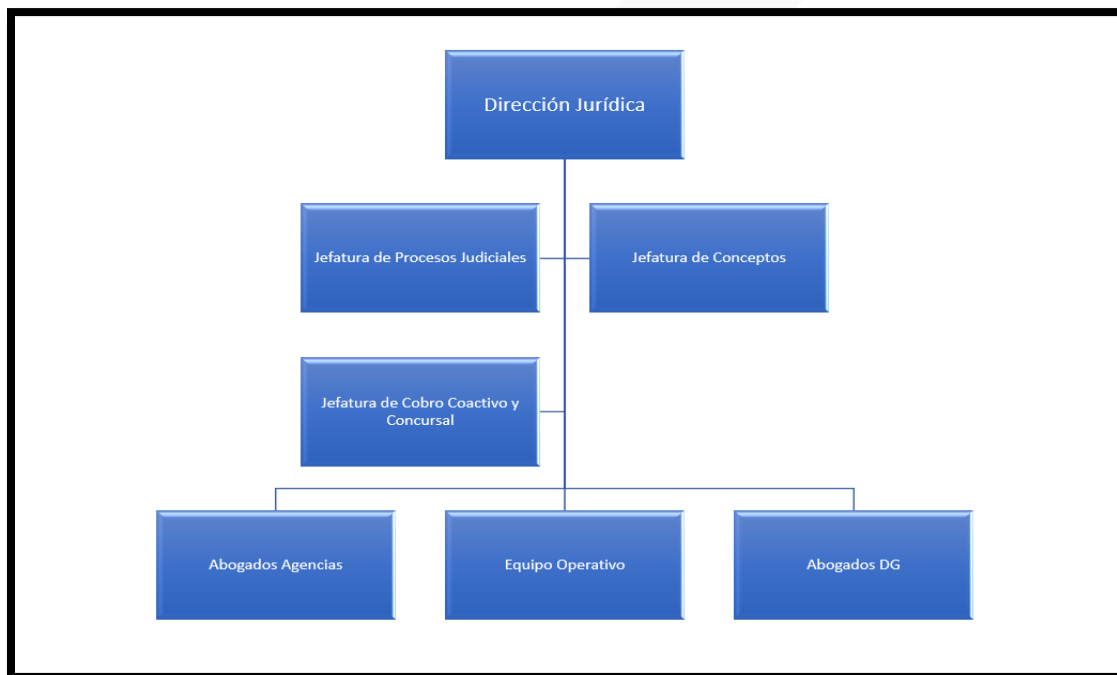 Dirección Jurídica
Jefatura de Procesos Judiciales
Jefatura de Conceptos
Jefatura de Cobro Coactivo y
Concursal
Abogados Agencias
Equipo Operativo
Abogados DG